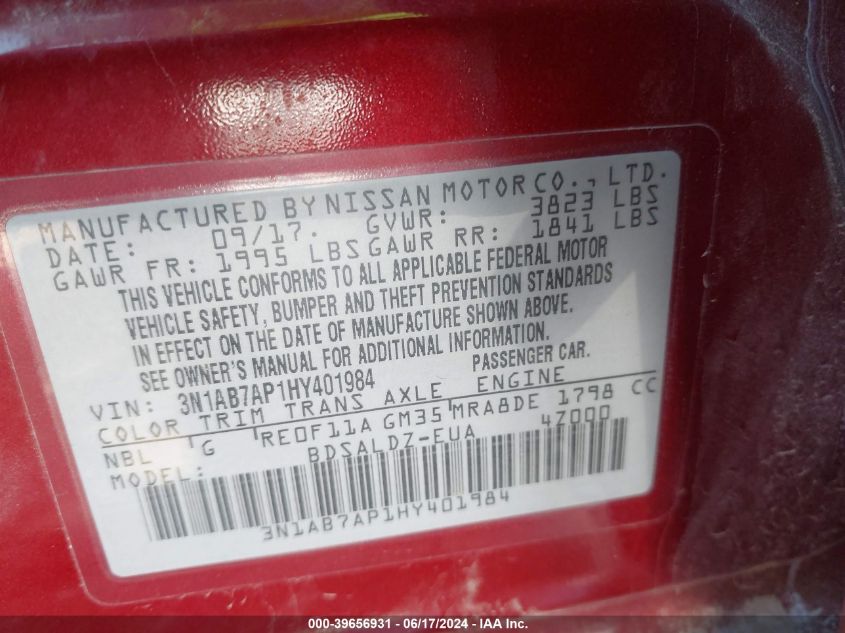 MANUFACTURED BY NISSAN MOTOR CO., LTD.
DATE: 09/17. GVWR: 3823 LBS
GAWR FR: 1995 LBS GAWR RR: 1841 LBS
THIS VEHICLE CONFORMS TO ALL APPLICABLE FEDERAL MOTOR
VEHICLE SAFETY, BUMPER AND THEFT PREVENTION STANDARDS
IN EFFECT ON THE DATE OF MANUFACTURE SHOWN ABOVE.
SEE OWNER'S MANUAL FOR ADDITIONAL INFORMATION.
VIN: 3N1AB7AP1HY401984 PASSENGER CAR.
COLOR TRIM TRANS AXLE ENGINE
NBL G RE0F11A GM35 MRA8DE 1798 CC
MODEL: BDSALDZ-EUA 4Z000
3N1AB7AP1HY401984
000-39656931 - 06/17/2024 - IAA Inc.